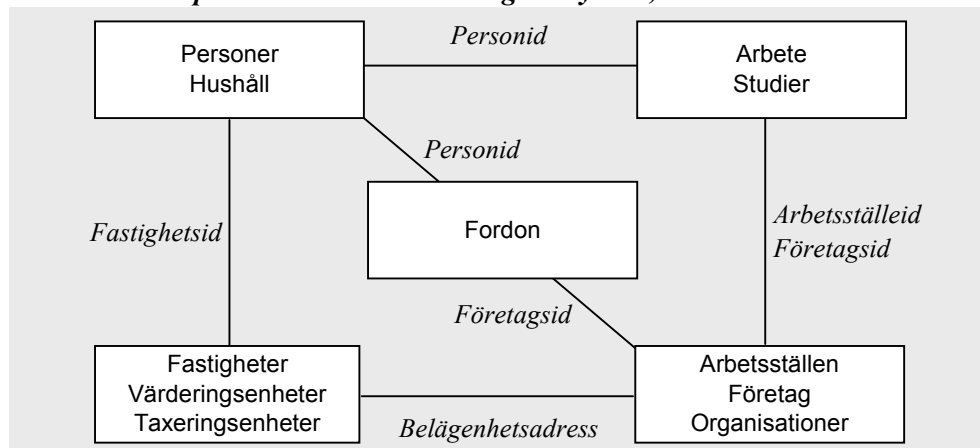 Personer
Hushåll
Personid
Arbete
Studier
Personid
Fordon
Fastighetsid
Arbetsställeid
Företagsid
Företagsid
Fastigheter
Värderingsenheter
Taxeringsenheter
Belägenhetsadress
Arbetsställen
Företag
Organisationer